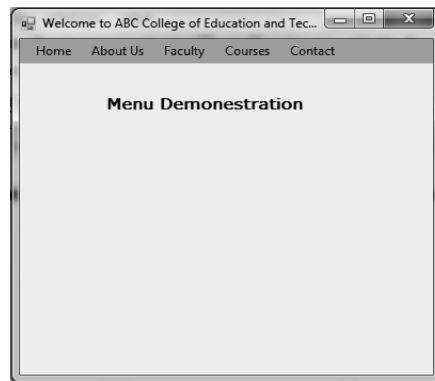 Welcome to ABC College of Education and Tec...
Home About Us Faculty Courses Contact
Menu Demonestration